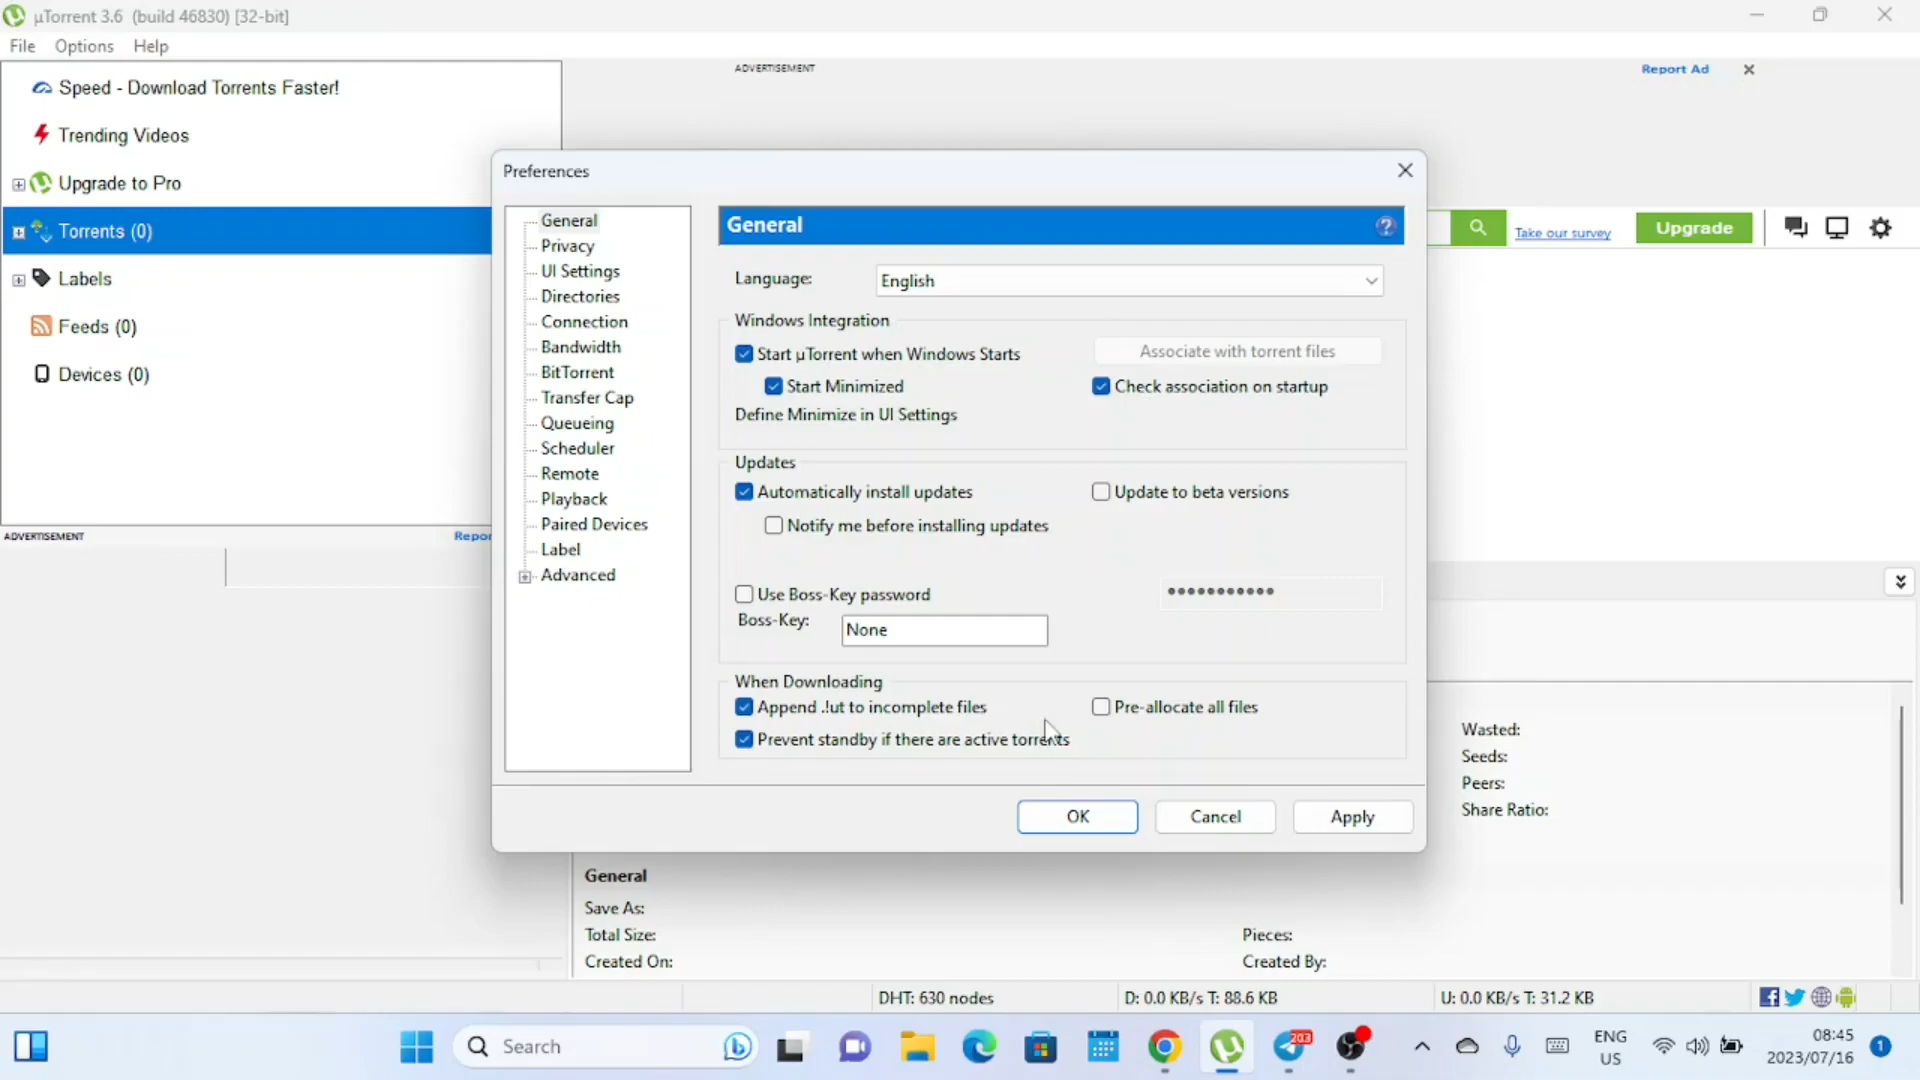 µTorrent 3.6 (build 46830) [32-bit]
File Options Help
Speed - Download Torrents Faster!
Trending Videos
Upgrade to Pro
Torrents (0)
Labels
Feeds (0)
Devices (0)
ADVERTISEMENT
Report Ad
Take our survey
Upgrade
ADVERTISEMENT
Repor
Preferences
General
Privacy
UI Settings
Directories
Connection
Bandwidth
BitTorrent
Transfer Cap
Queueing
Scheduler
Remote
Playback
Paired Devices
Label
Advanced
General
Language: English
Windows Integration
Start µTorrent when Windows Starts
Associate with torrent files
Start Minimized
Check association on startup
Define Minimize in UI Settings
Updates
Automatically install updates
Update to beta versions
Notify me before installing updates
Use Boss-Key password
Boss-Key: None
When Downloading
Append .!ut to incomplete files
Pre-allocate all files
Prevent standby if there are active torrents
OK Cancel Apply
Wasted:
Seeds:
Peers:
Share Ratio:
General
Save As:
Total Size:
Pieces:
Created On:
Created By:
DHT: 630 nodes
D: 0.0 KB/s T: 88.6 KB
U: 0.0 KB/s T: 31.2 KB
Search
203
ENG
US
08:45
2023/07/16
1